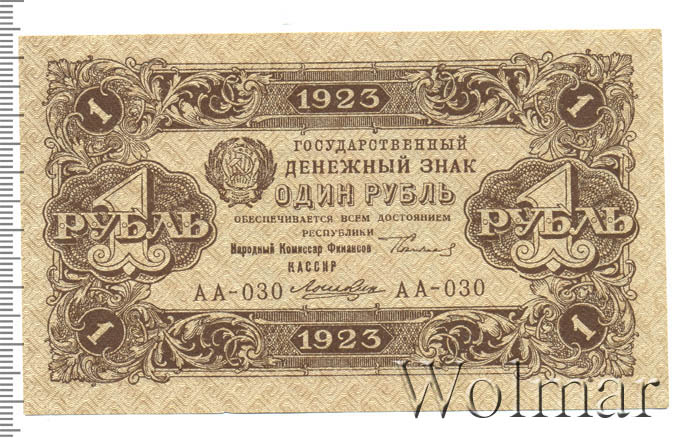 1 1923 1
ГОСУДАРСТВЕННЫЙ
ДЕНЕЖНЫЙ ЗНАК
ОДИН РУБЛЬ
ОБЕСПЕЧИВАЕТСЯ ВСЕМ ДОСТОЯНИЕМ
РЕСПУБЛИКИ
Народный Комиссар Финансов
КАССИР
АА-030 АА-030
1 РУБЛЬ
1 РУБЛЬ
1 1923 1
Wolmar